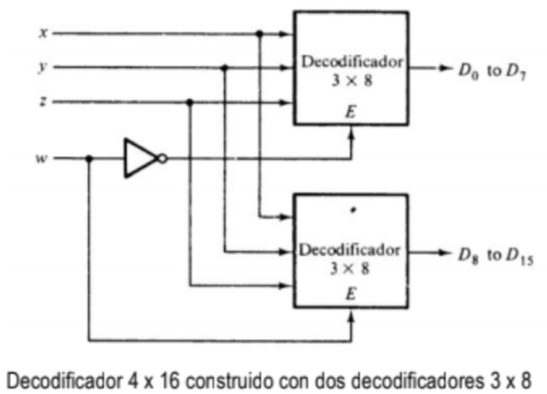 x
y
z
w
Decodificador
3 × 8
E
D₀ to D₇
Decodificador
3 × 8
E
D₈ to D₁₅
Decodificador 4 x 16 construido con dos decodificadores 3 x 8